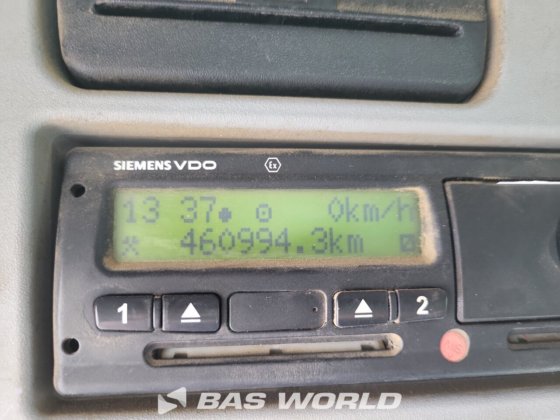 SIEMENS VDO Ex
13 37 0km/h
460994.3km
1 2
BAS WORLD